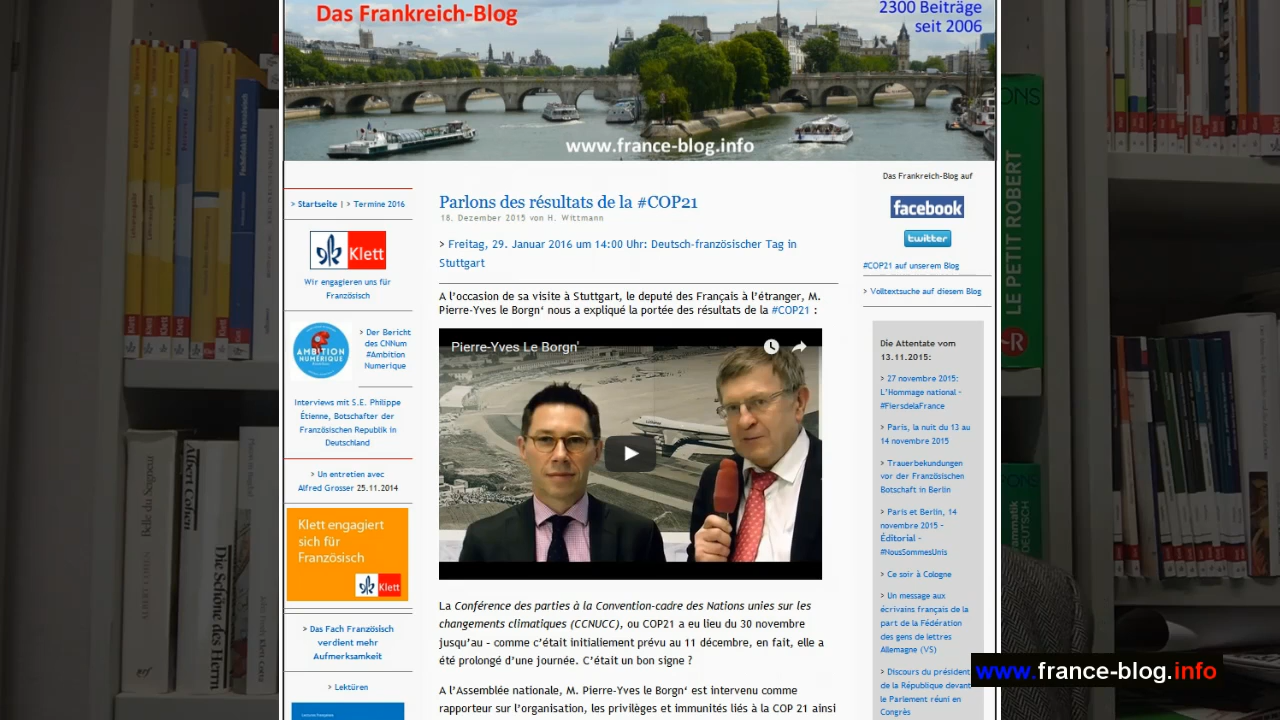 Das Frankreich-Blog
2300 Beiträge
seit 2006
www.france-blog.info
> Startseite | > Termine 2016
Klett
Wir engagieren uns für
Französisch
AMBITION
NUMÉRIQUE
> Der Bericht
des CNNum
#Ambition
Numerique
Interviews mit S.E. Philippe
Étienne, Botschafter der
Französischen Republik in
Deutschland
> Un entretien avec
Alfred Grosser 25.11.2014
Klett engagiert
sich für
Französisch
Klett
> Das Fach Französisch
verdient mehr
Aufmerksamkeit
> Lektüren
Parlons des résultats de la #COP21
18. Dezember 2015 von H. Wittmann
> Freitag, 29. Januar 2016 um 14:00 Uhr: Deutsch-französischer Tag in
Stuttgart
A l’occasion de sa visite à Stuttgart, le deputé des Français à l’étranger, M.
Pierre-Yves le Borgn‘ nous a expliqué la portée des résultats de la #COP21 :
Pierre-Yves Le Borgn'
La Conférence des parties à la Convention-cadre des Nations unies sur les
changements climatiques (CCNUCC), ou COP21 a eu lieu du 30 novembre
jusqu’au – comme c’était initialiement prévu au 11 décembre, en fait, elle a
été prolongé d’une journée. C’était un bon signe ?
A l’Assemblée nationale, M. Pierre-Yves le Borgn‘ est intervenu comme
rapporteur sur l’organisation, les privilèges et immunités liés à la COP 21 ainsi
Das Frankreich-Blog auf
facebook
twitter
#COP21 auf unserem Blog
> Volltextsuche auf diesem Blog
Die Attentate vom
13.11.2015:
> 27 novembre 2015:
L’Hommage national -
#FiersdelaFrance
> Paris, la nuit du 13 au
14 novembre 2015
> Trauerbekundungen
vor der Französischen
Botschaft in Berlin
> Paris et Berlin, 14
novembre 2015 –
Éditorial -
#NousSommesUnis
> Ce soir à Cologne
> Un message aux
écrivains français de la
part de la Fédération
des gens de lettres
Allemagne (VS)
> Discours du président
de la République devant
le Parlement réuni en
Congrès
www.france-blog.info
LE PETIT ROBERT
Albert Cohen
Belle du Seigneur
Die Schöne des Herrn